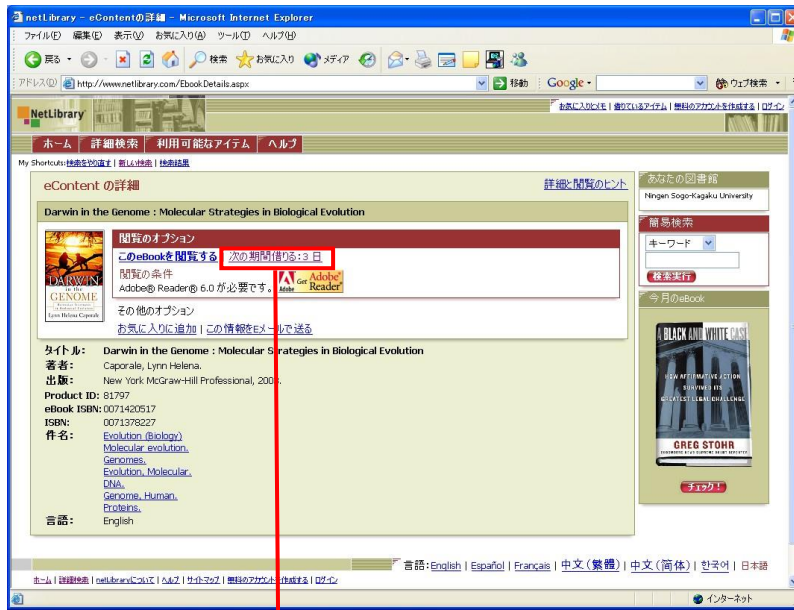 netLibrary - eContentの詳細 - Microsoft Internet Explorer
ファイル(F) 編集(E) 表示(V) お気に入り(A) ツール(T) ヘルプ(H)
戻る 検索 お気に入り メディア
アドレス(D) http://www.netlibrary.com/EbookDetails.aspx 移動 Google ウェブ検索
NetLibrary
お気に入りとメモ | 借りているアイテム | 無料のアカウントを作成する | ログイン
ホーム 詳細検索 利用可能なアイテム ヘルプ
My Shortcuts: 検索をやり直す | 新しい検索 | 検索結果
eContent の詳細 詳細と閲覧のヒント
Darwin in the Genome : Molecular Strategies in Biological Evolution
DARWIN
in the
GENOME
Lynn Helena Caporale
閲覧のオプション
このeBookを閲覧する 次の期間借りる:3 日
閲覧の条件
Adobe® Reader® 6.0 が必要です。
Adobe Get Adobe Reader
その他のオプション
お気に入りに追加 | この情報をEメールで送る
タイトル: Darwin in the Genome : Molecular Strategies in Biological Evolution
著者: Caporale, Lynn Helena.
出版: New York McGraw-Hill Professional,
Product ID: 81797
eBook ISBN: 0071420517
ISBN: 0071378227
件名: Evolution (Biology)
Molecular evolution.
Genomes.
Evolution, Molecular.
DNA.
Genome, Human.
Proteins.
言語: English
あなたの図書館
Ningen Sogo-Kagaku University
簡易検索
キーワード
検索実行
今月のeBook
A BLACK AND WHITE CASE
HOW AFFIRMATIVE ACTION
SURVIVED ITS
GREATEST LEGAL CHALLENGE
GREG STOHR
チェック!
言語: English | Español | Français | 中文(繁體) | 中文(简体) | 한국어 | 日本語
ホーム | 詳細検索 | netLibraryについて | ヘルプ | サイトマップ | 無料のアカウントを作成する | ログイン
インターネット